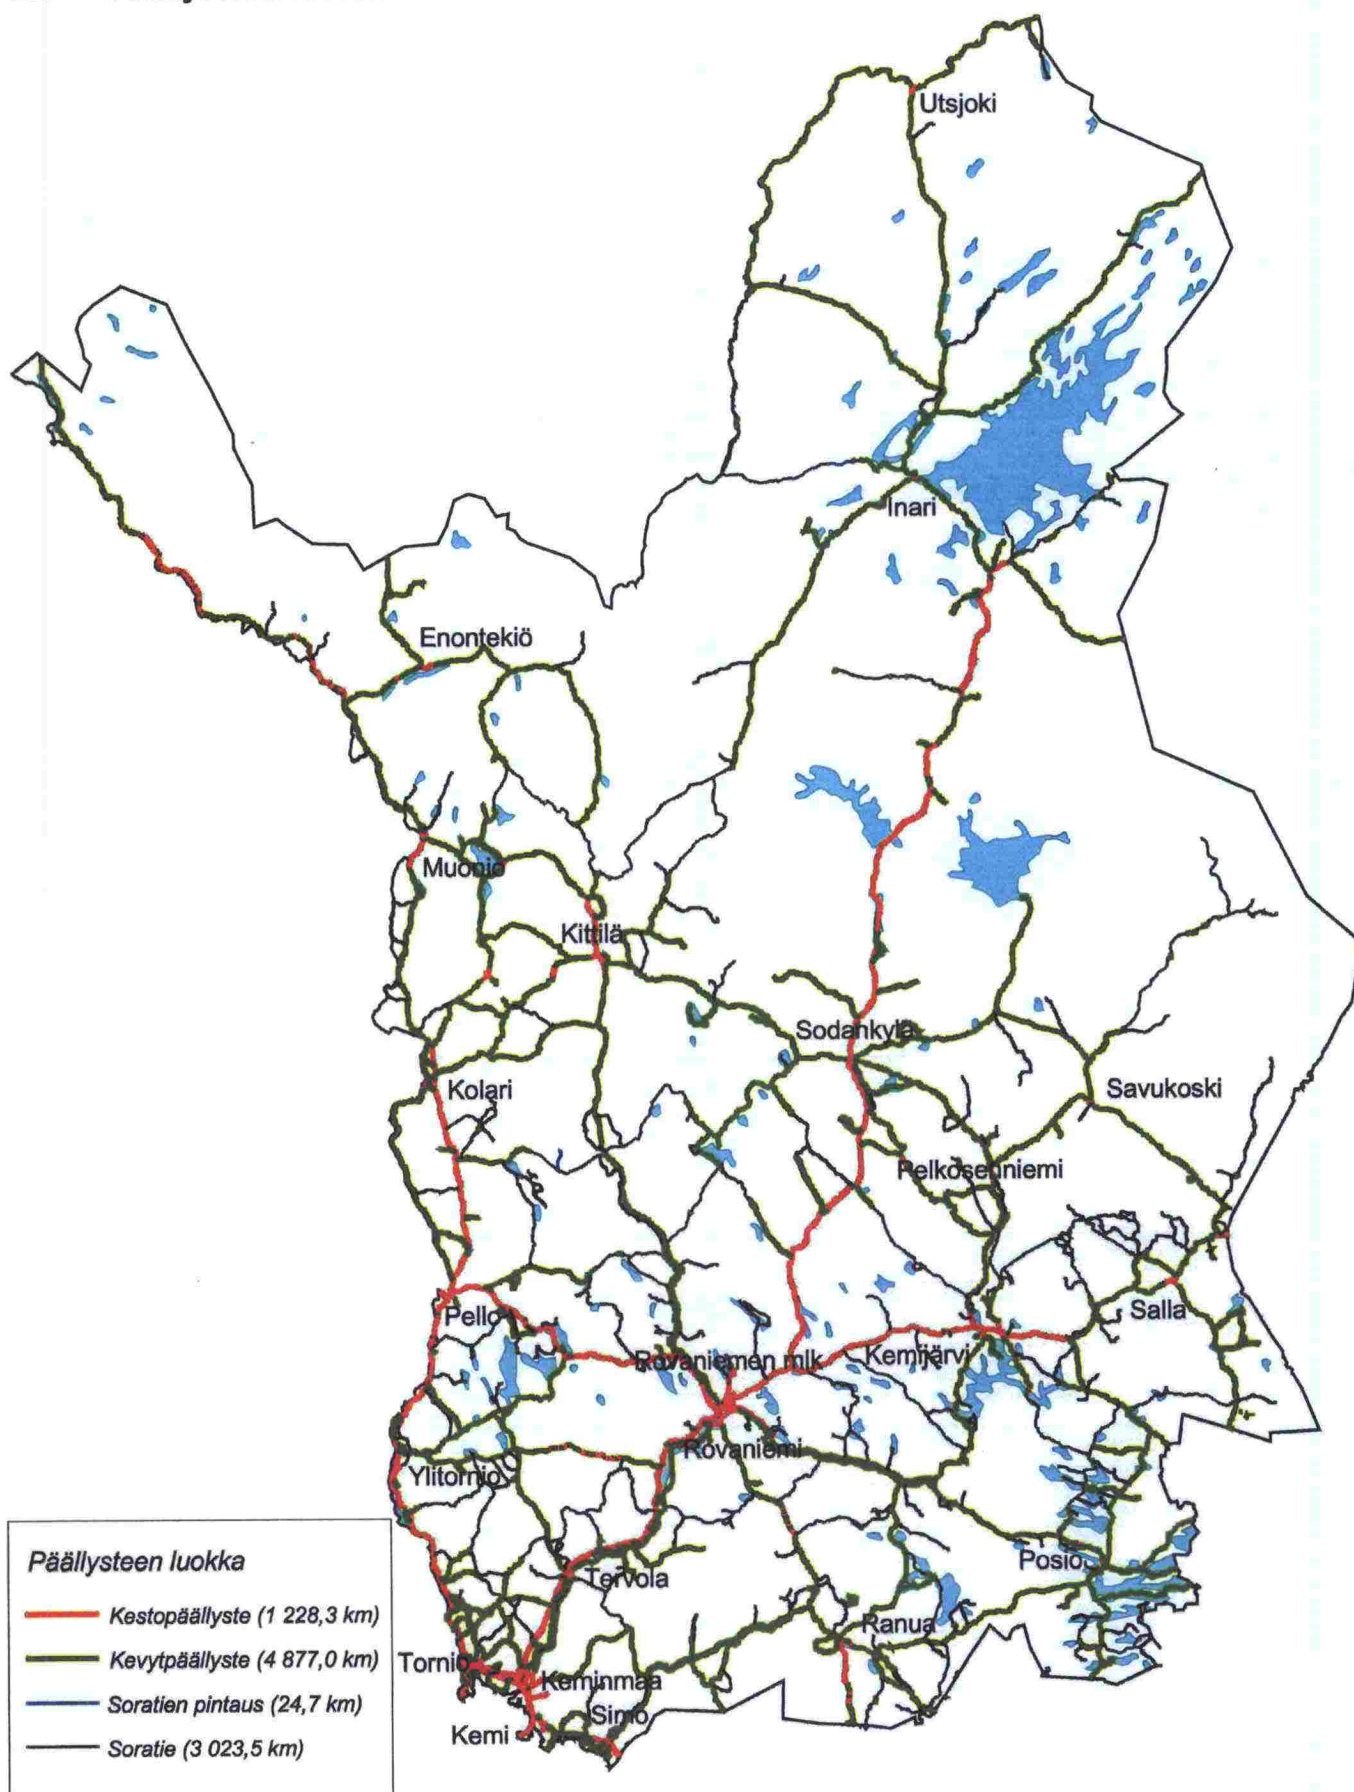 Utsjoki
Inari
Enontekiö
Muonio
Kittilä
Sodankylä
Kolari
Savukoski
Pelkosenniemi
Salla
Pello
Rovaniemen mlk
Kemijärvi
Rovaniemi
Ylitornio
Posio
Tervola
Ranua
Tornio
Keminmaa
Simo
Kemi
Päällysteen luokka
Kestopäällyste (1 228,3 km)
Kevytpäällyste (4 877,0 km)
Soratien pintaus (24,7 km)
Soratie (3 023,5 km)